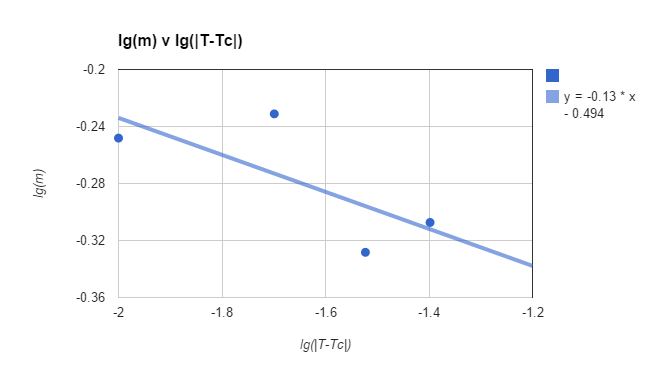 lg(m) v lg(|T-Tc|)
-0.2
y = -0.13 * x
- 0.494
-0.24
-0.28
lg(m)
-0.32
-0.36
-2 -1.8 -1.6 -1.4 -1.2
lg(|T-Tc|)